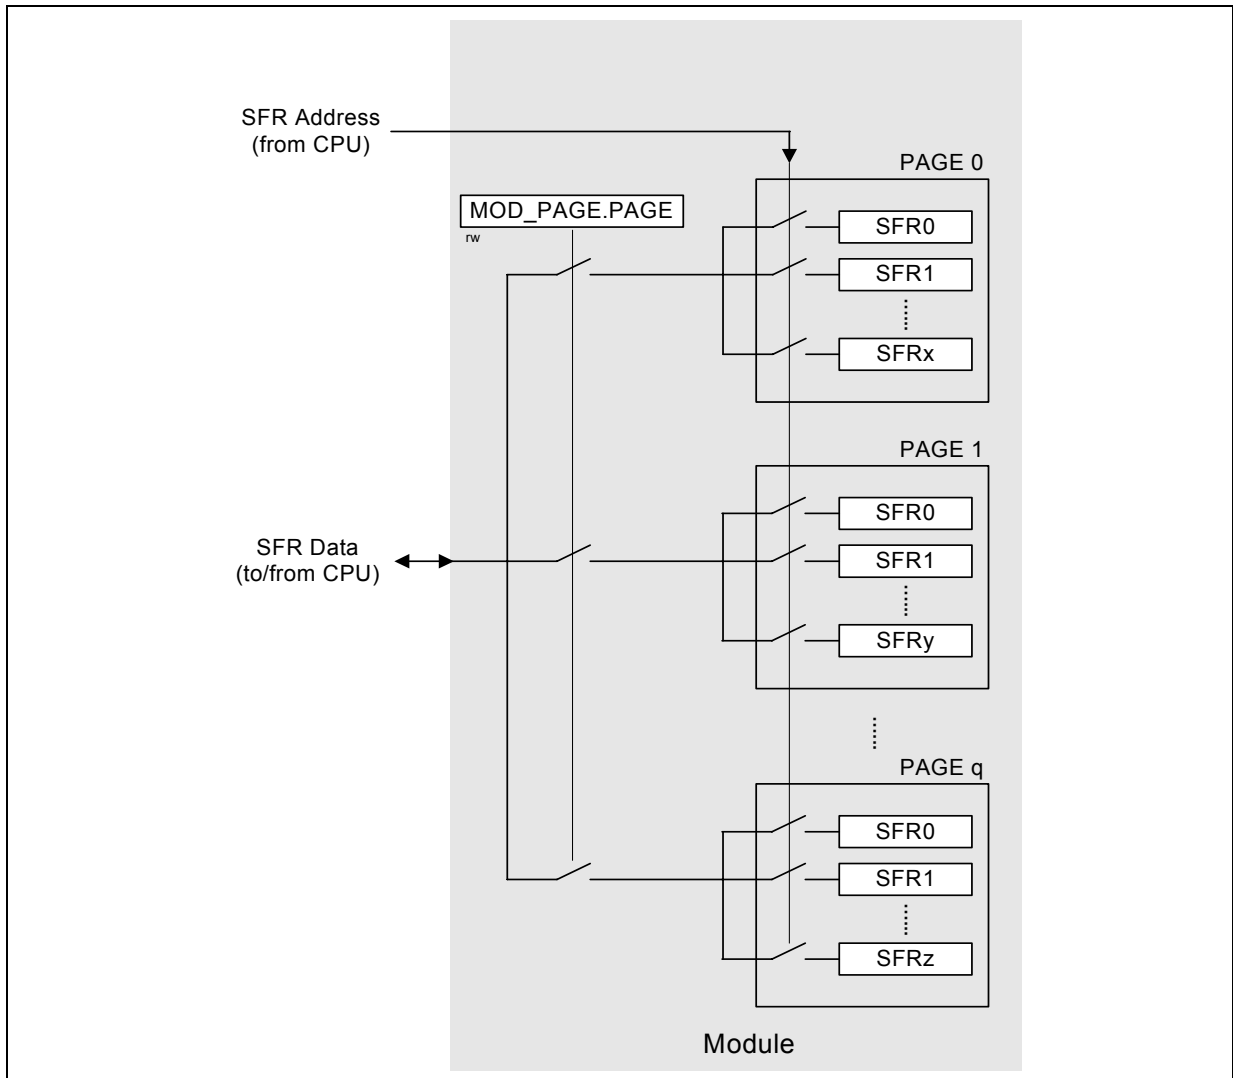 SFR Address
(from CPU)
PAGE 0
MOD_PAGE.PAGE
rw
SFR0
SFR1
SFRx
PAGE 1
SFR0
SFR Data
(to/from CPU)
SFR1
SFRy
PAGE q
SFR0
SFR1
SFRz
Module